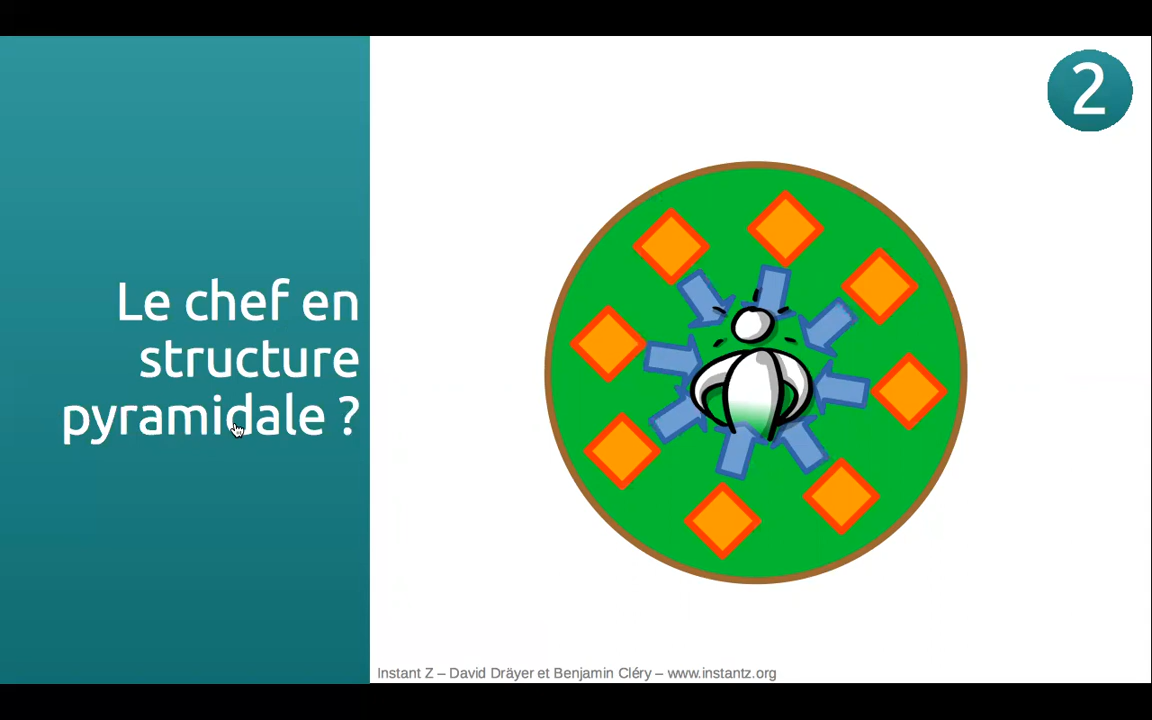 2
Le chef en
structure
pyramidale ?
Instant Z – David Dräyer et Benjamin Cléry – www.instantz.org